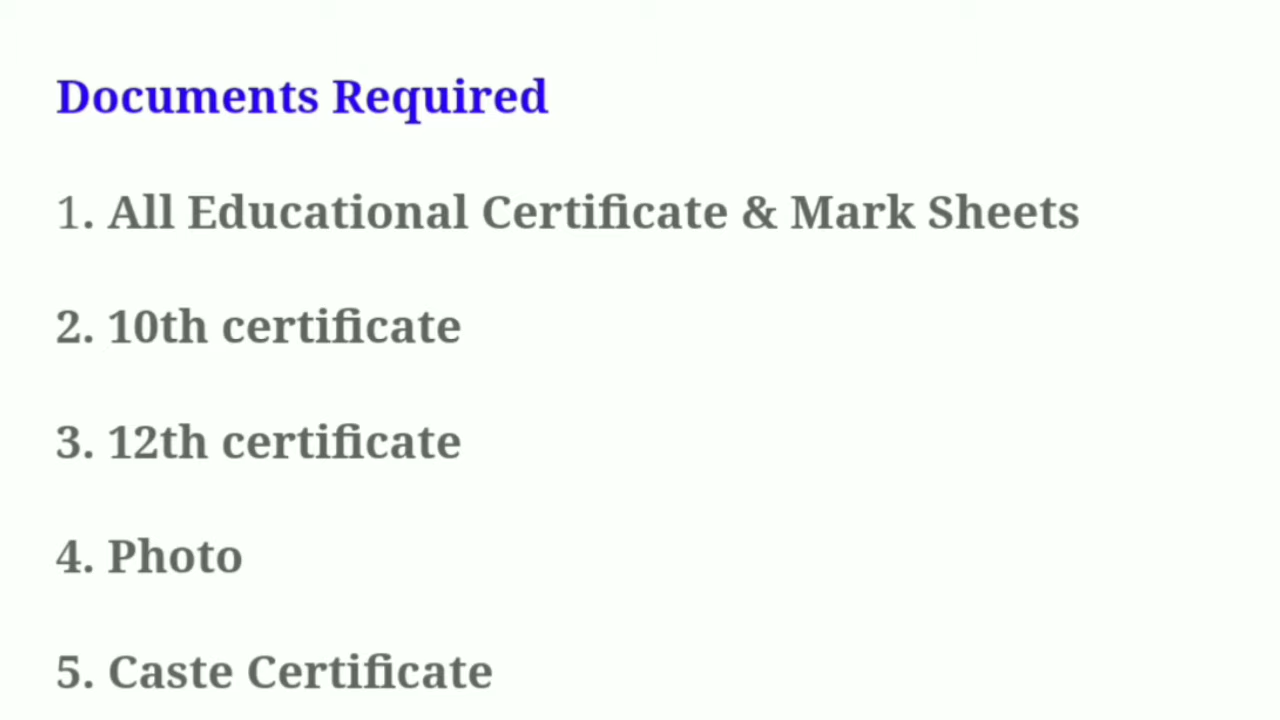 Documents Required
1. All Educational Certificate & Mark Sheets
2. 10th certificate
3. 12th certificate
4. Photo
5. Caste Certificate